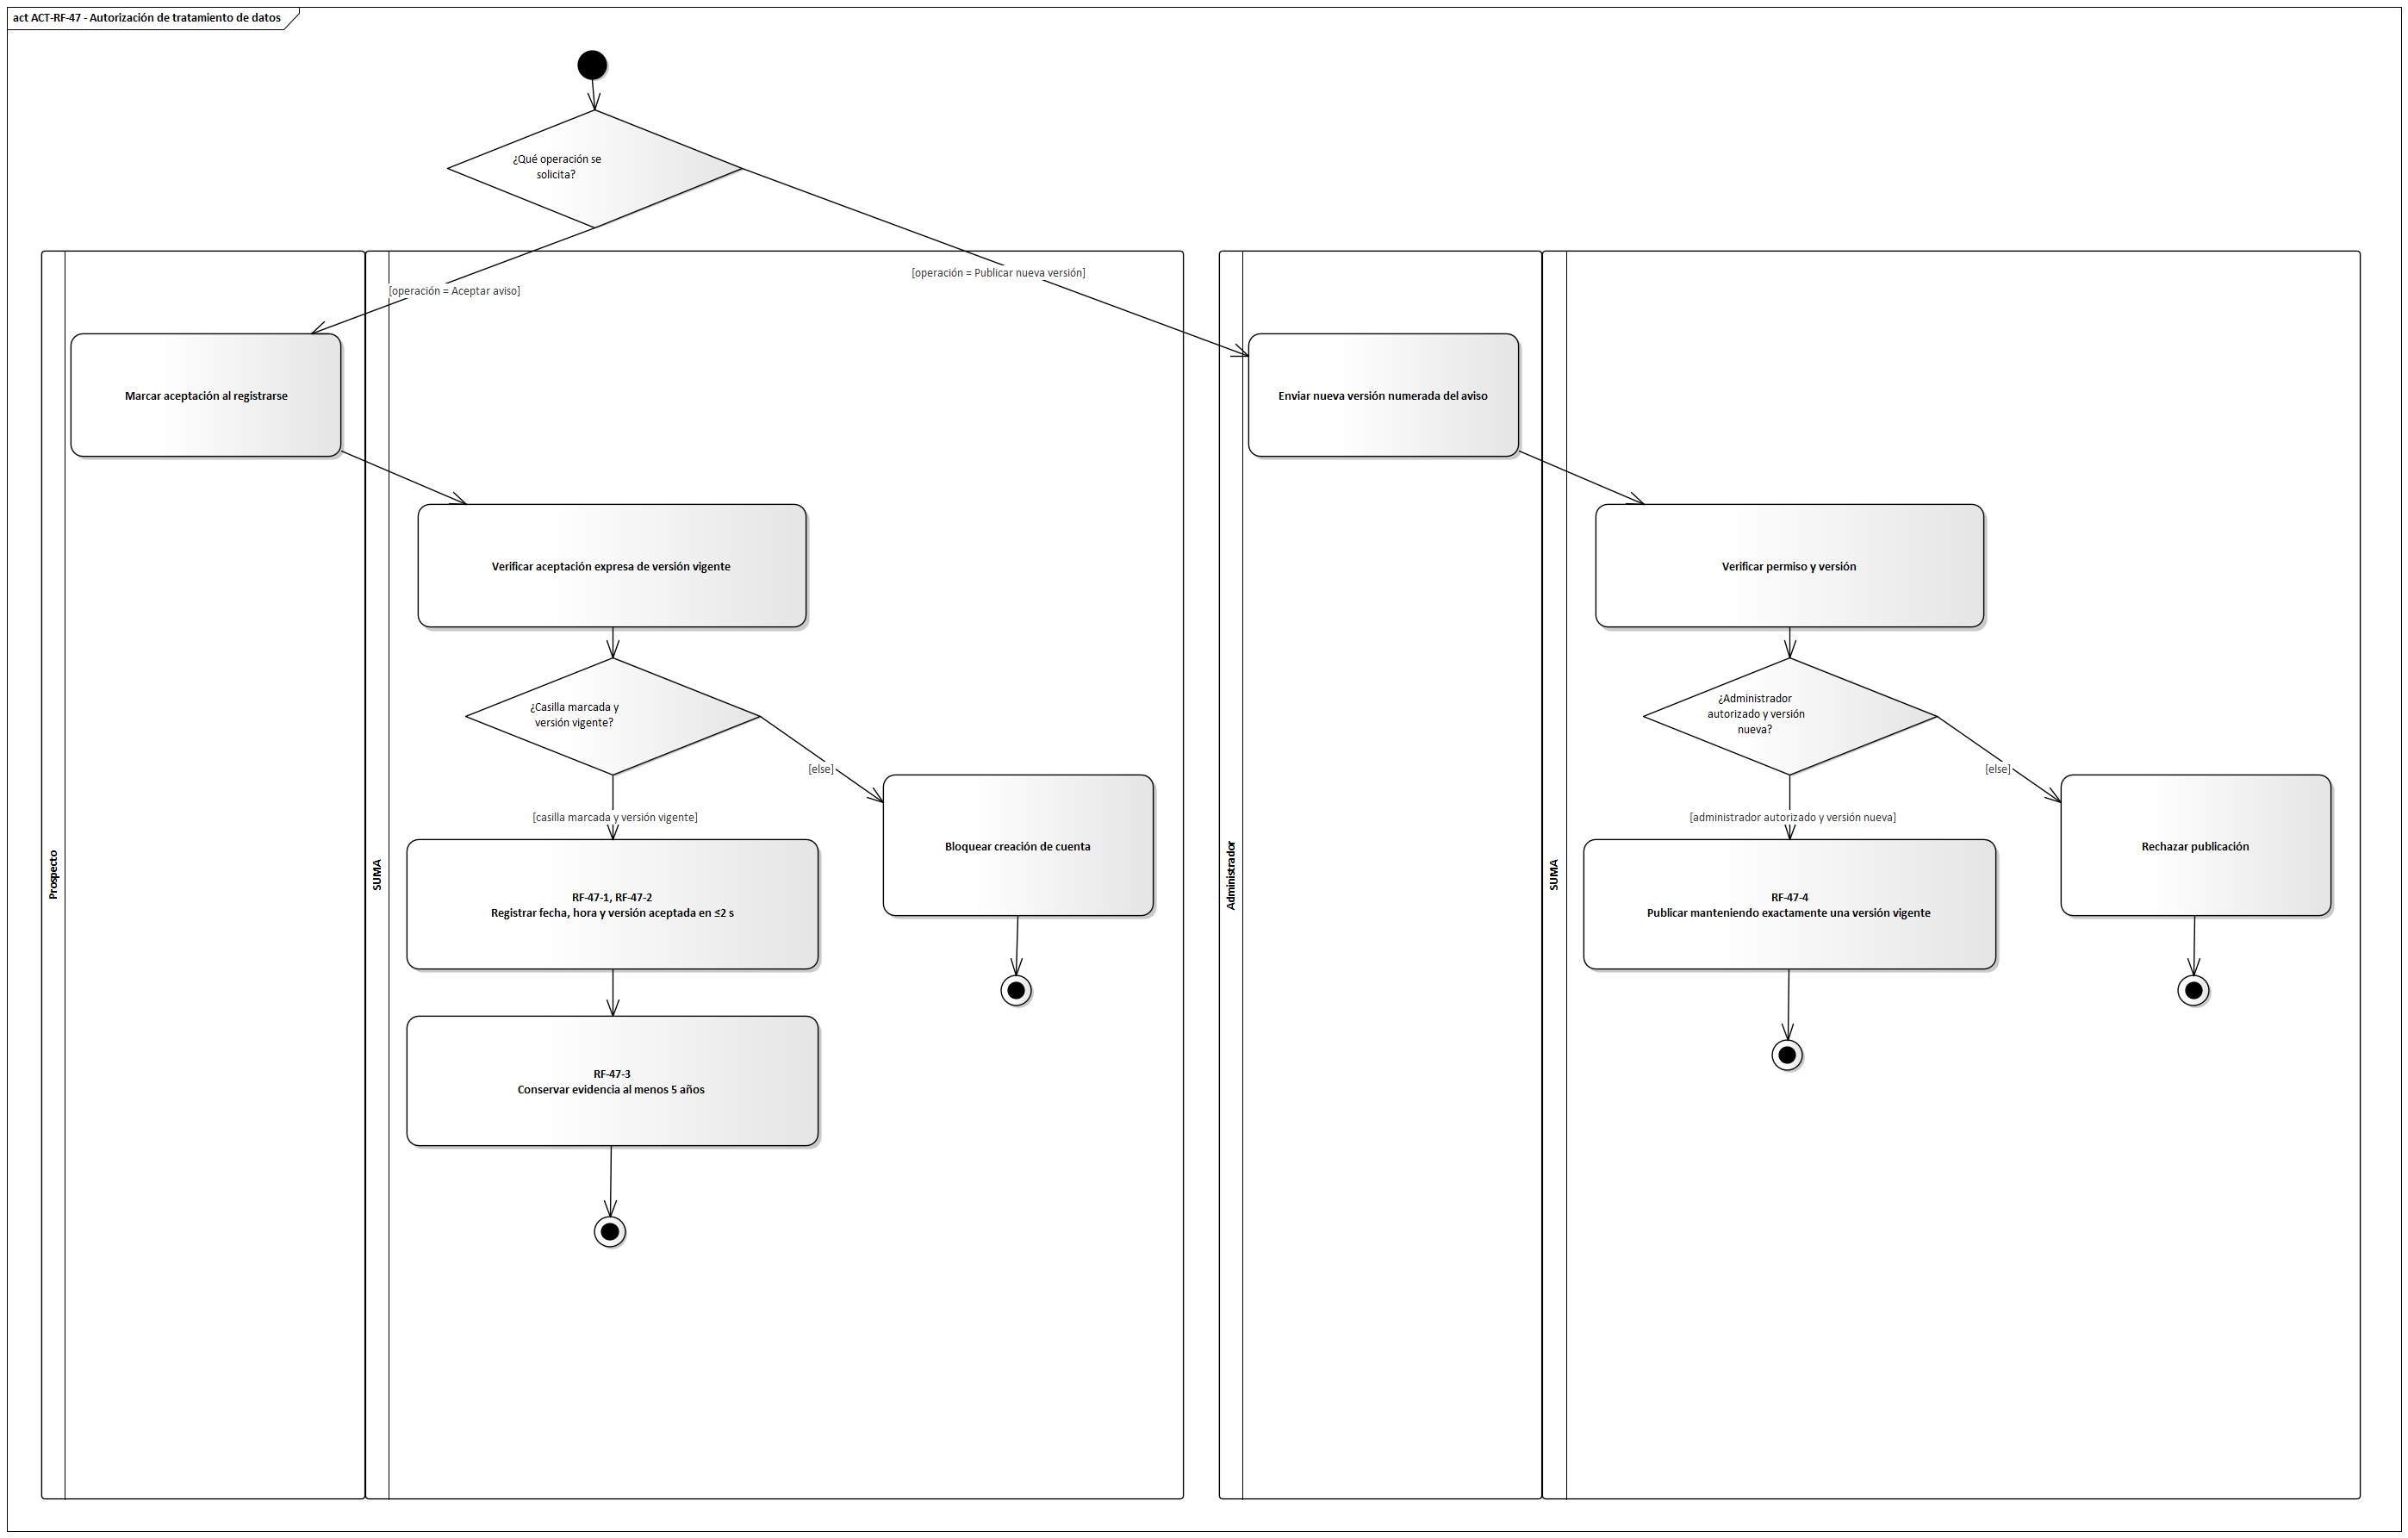 act ACT-RF-47 - Autorización de tratamiento de datos
¿Qué operación se
solicita?
[operación = Publicar nueva versión]
[operación = Aceptar aviso]
Marcar aceptación al registrarse
Enviar nueva versión numerada del aviso
Verificar aceptación expresa de versión vigente
Verificar permiso y versión
¿Casilla marcada y
versión vigente?
¿Administrador
autorizado y versión
nueva?
[else]
[else]
[casilla marcada y versión vigente]
[administrador autorizado y versión nueva]
Bloquear creación de cuenta
Rechazar publicación
Prospecto
SUMA
Administrador
SUMA
RF-47-1, RF-47-2
Registrar fecha, hora y versión aceptada en ≤2 s
RF-47-4
Publicar manteniendo exactamente una versión vigente
RF-47-3
Conservar evidencia al menos 5 años